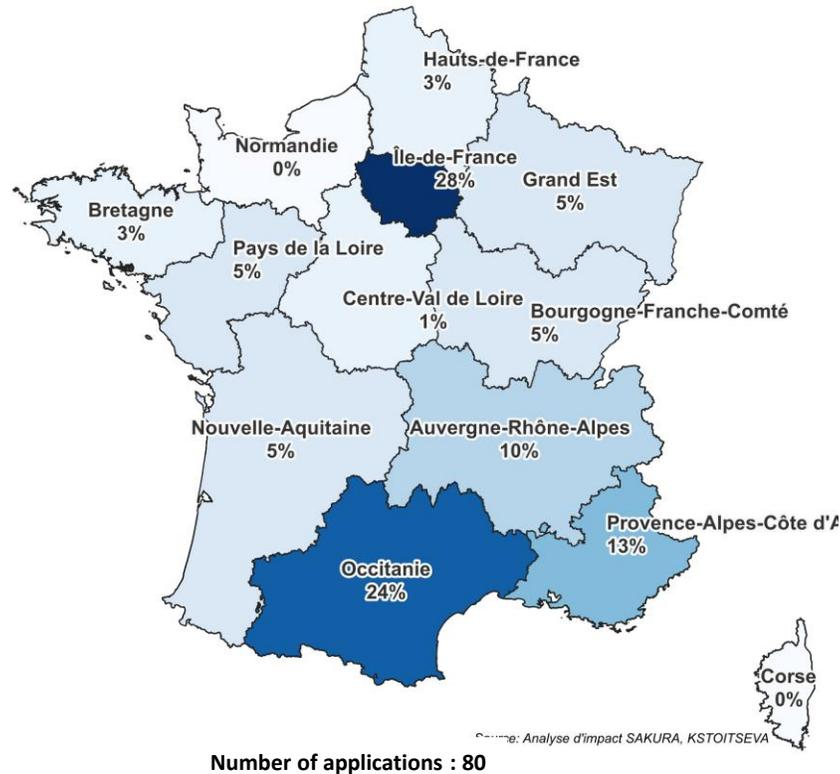 Hauts-de-France
3%
Normandie
0%
Île-de-France
28%
Grand Est
5%
Bretagne
3%
Pays de la Loire
5%
Centre-Val de Loire
1%
Bourgogne-Franche-Comté
5%
Nouvelle-Aquitaine
5%
Auvergne-Rhône-Alpes
10%
Provence-Alpes-Côte d'A
13%
Occitanie
24%
Corse
0%
Source: Analyse d'impact SAKURA, KSTOITSEVA
Number of applications : 80